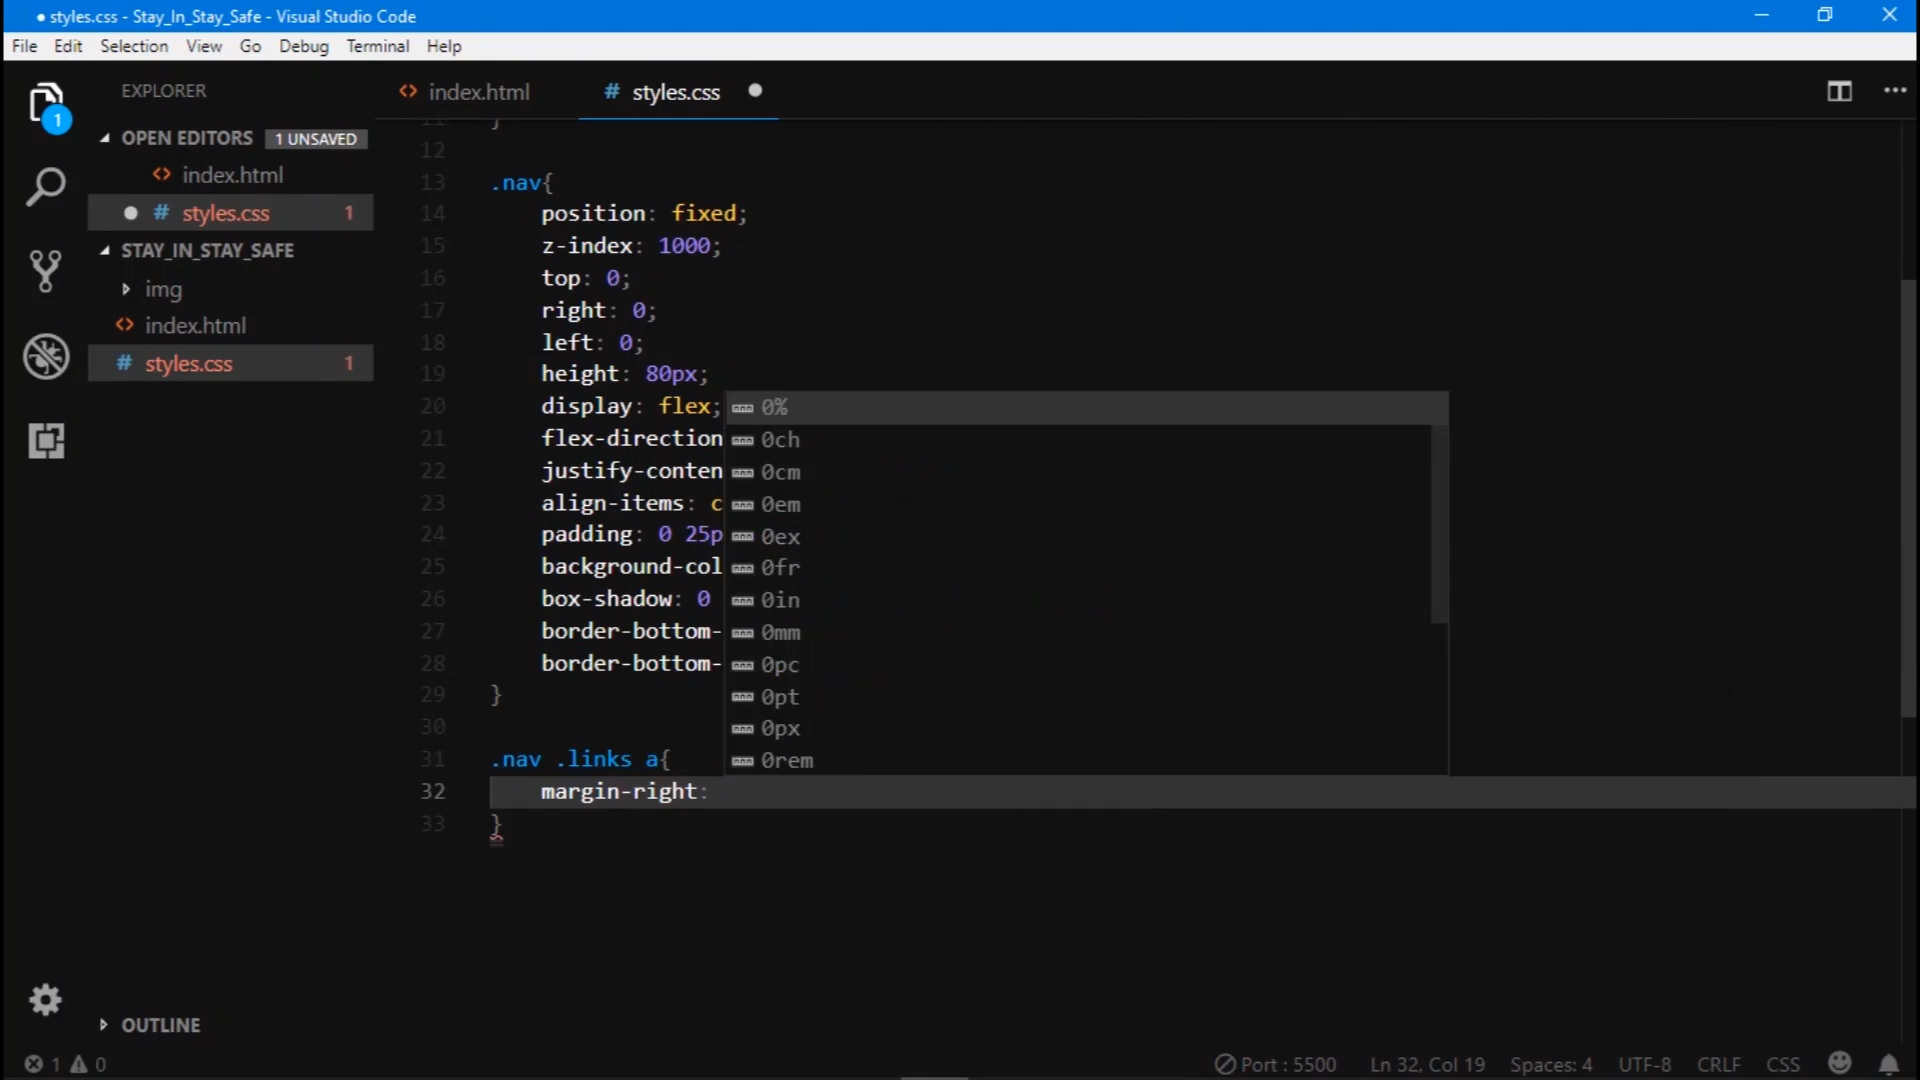 styles.css - Stay_In_Stay_Safe - Visual Studio Code
File Edit Selection View Go Debug Terminal Help
1
EXPLORER
OPEN EDITORS 1 UNSAVED
<> index.html
# styles.css 1
STAY_IN_STAY_SAFE
img
<> index.html
# styles.css 1
OUTLINE
<> index.html # styles.css
11 }
12
13 .nav{
14 position: fixed;
15 z-index: 1000;
16 top: 0;
17 right: 0;
18 left: 0;
19 height: 80px;
20 display: flex;
21 flex-direction
22 justify-conten
23 align-items: c
24 padding: 0 25p
25 background-col
26 box-shadow: 0
27 border-bottom-
28 border-bottom-
29 }
30
31 .nav .links a{
32 margin-right:
33 }
0%
0ch
0cm
0em
0ex
0fr
0in
0mm
0pc
0pt
0px
0rem
1 0 Port : 5500 Ln 32, Col 19 Spaces: 4 UTF-8 CRLF CSS